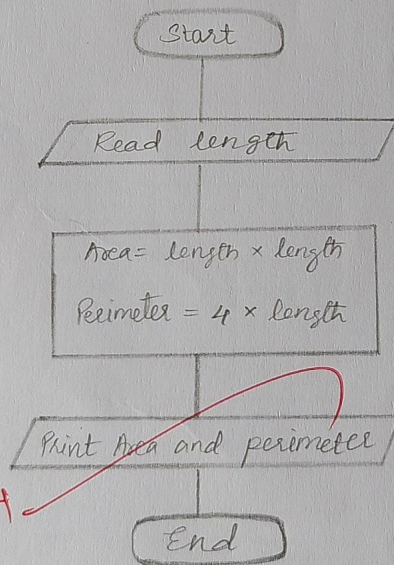 Start
Read length
Area = length × length
Perimeter = 4 × length
Print Area and perimeter
End